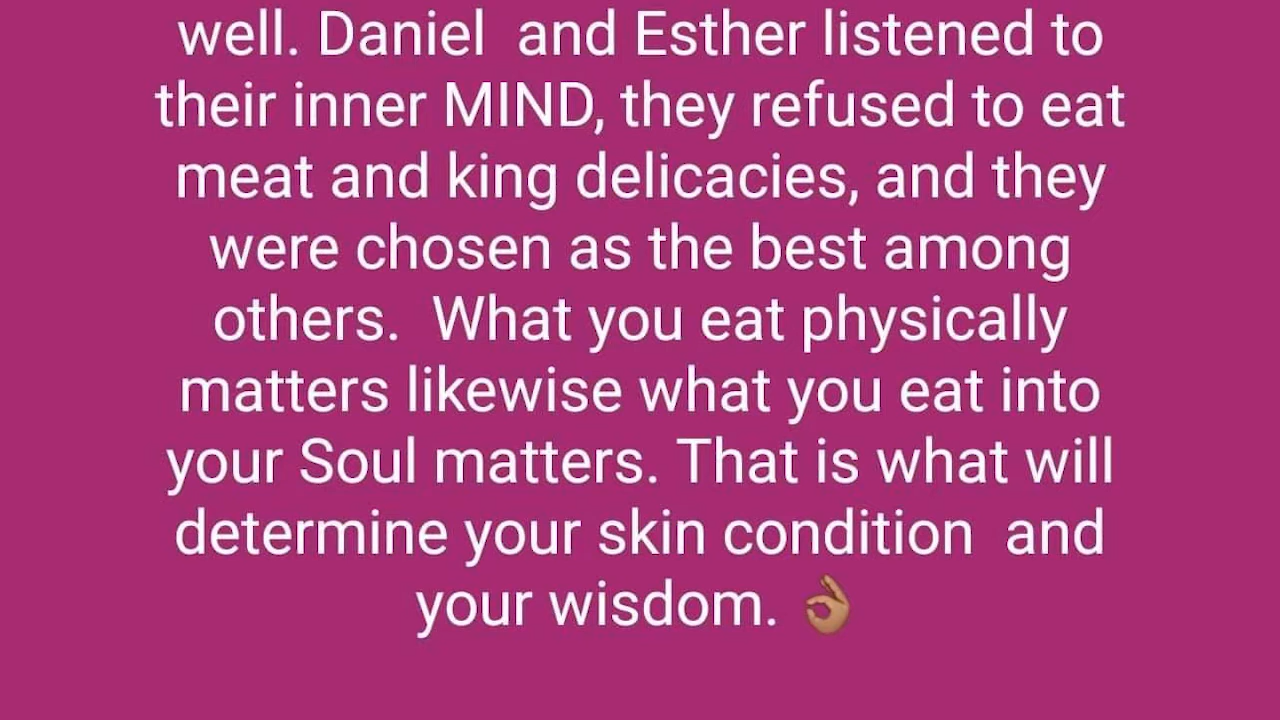 well. Daniel  and Esther listened to
their inner MIND, they refused to eat
meat and king delicacies, and they
were chosen as the best among
others.  What you eat physically
matters likewise what you eat into
your Soul matters. That is what will
determine your skin condition  and
your wisdom. 👌🏽